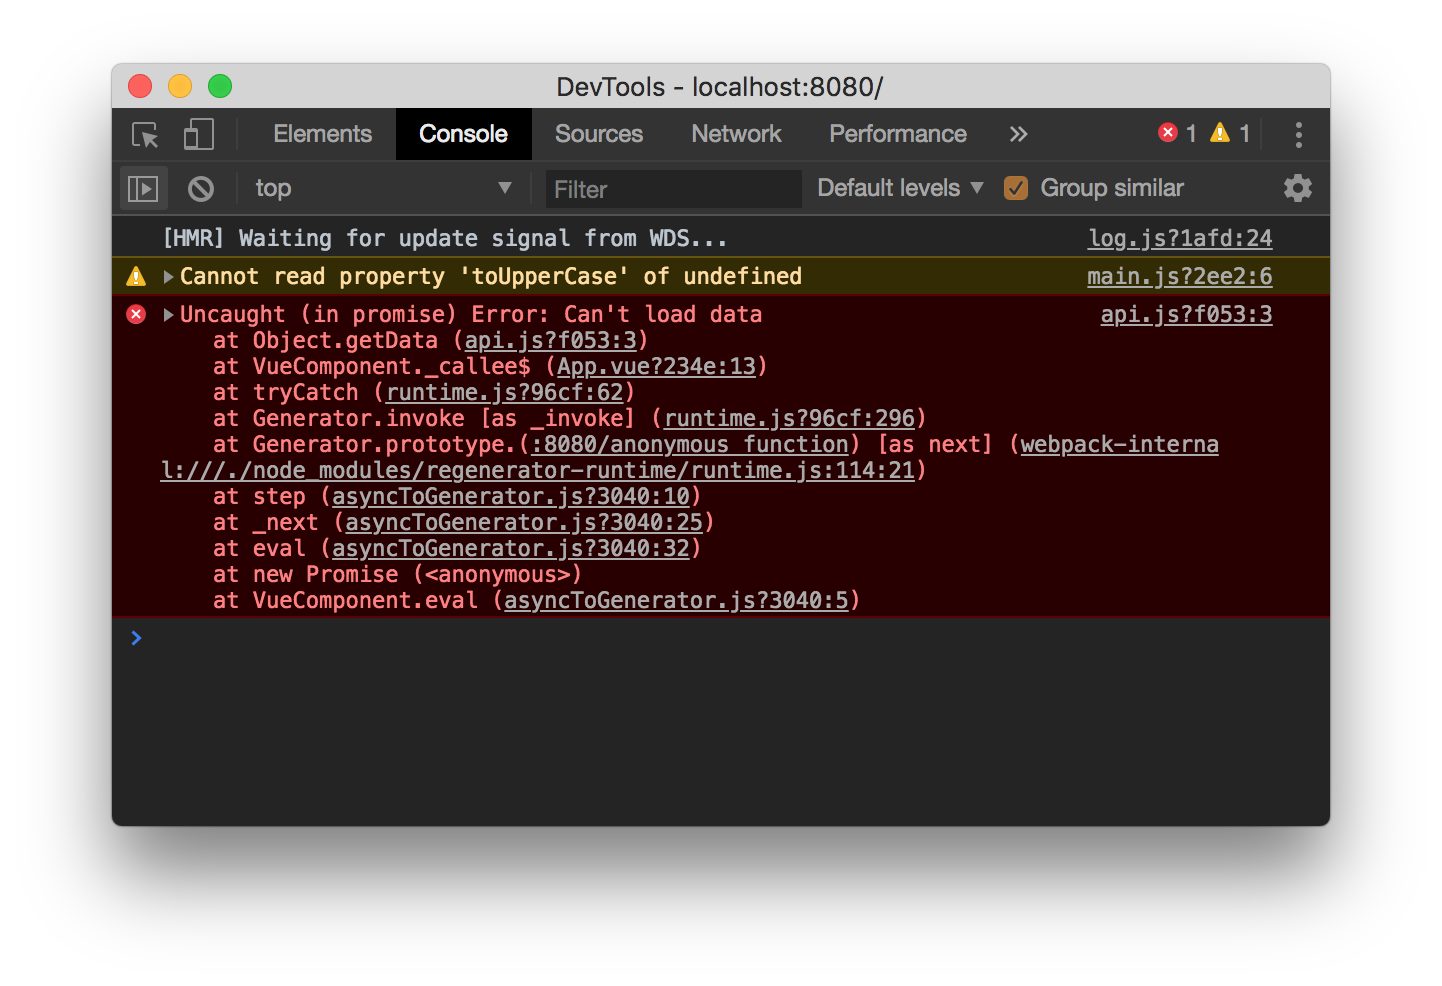 DevTools - localhost:8080/
Elements Console Sources Network Performance » 1 1
top Filter Default levels Group similar
[HMR] Waiting for update signal from WDS... log.js?1afd:24
Cannot read property 'toUpperCase' of undefined main.js?2ee2:6
Uncaught (in promise) Error: Can't load data api.js?f053:3
at Object.getData (api.js?f053:3)
at VueComponent._callee$ (App.vue?234e:13)
at tryCatch (runtime.js?96cf:62)
at Generator.invoke [as _invoke] (runtime.js?96cf:296)
at Generator.prototype.(:8080/anonymous function) [as next] (webpack-interna
l:///./node_modules/regenerator-runtime/runtime.js:114:21)
at step (asyncToGenerator.js?3040:10)
at _next (asyncToGenerator.js?3040:25)
at eval (asyncToGenerator.js?3040:32)
at new Promise (<anonymous>)
at VueComponent.eval (asyncToGenerator.js?3040:5)